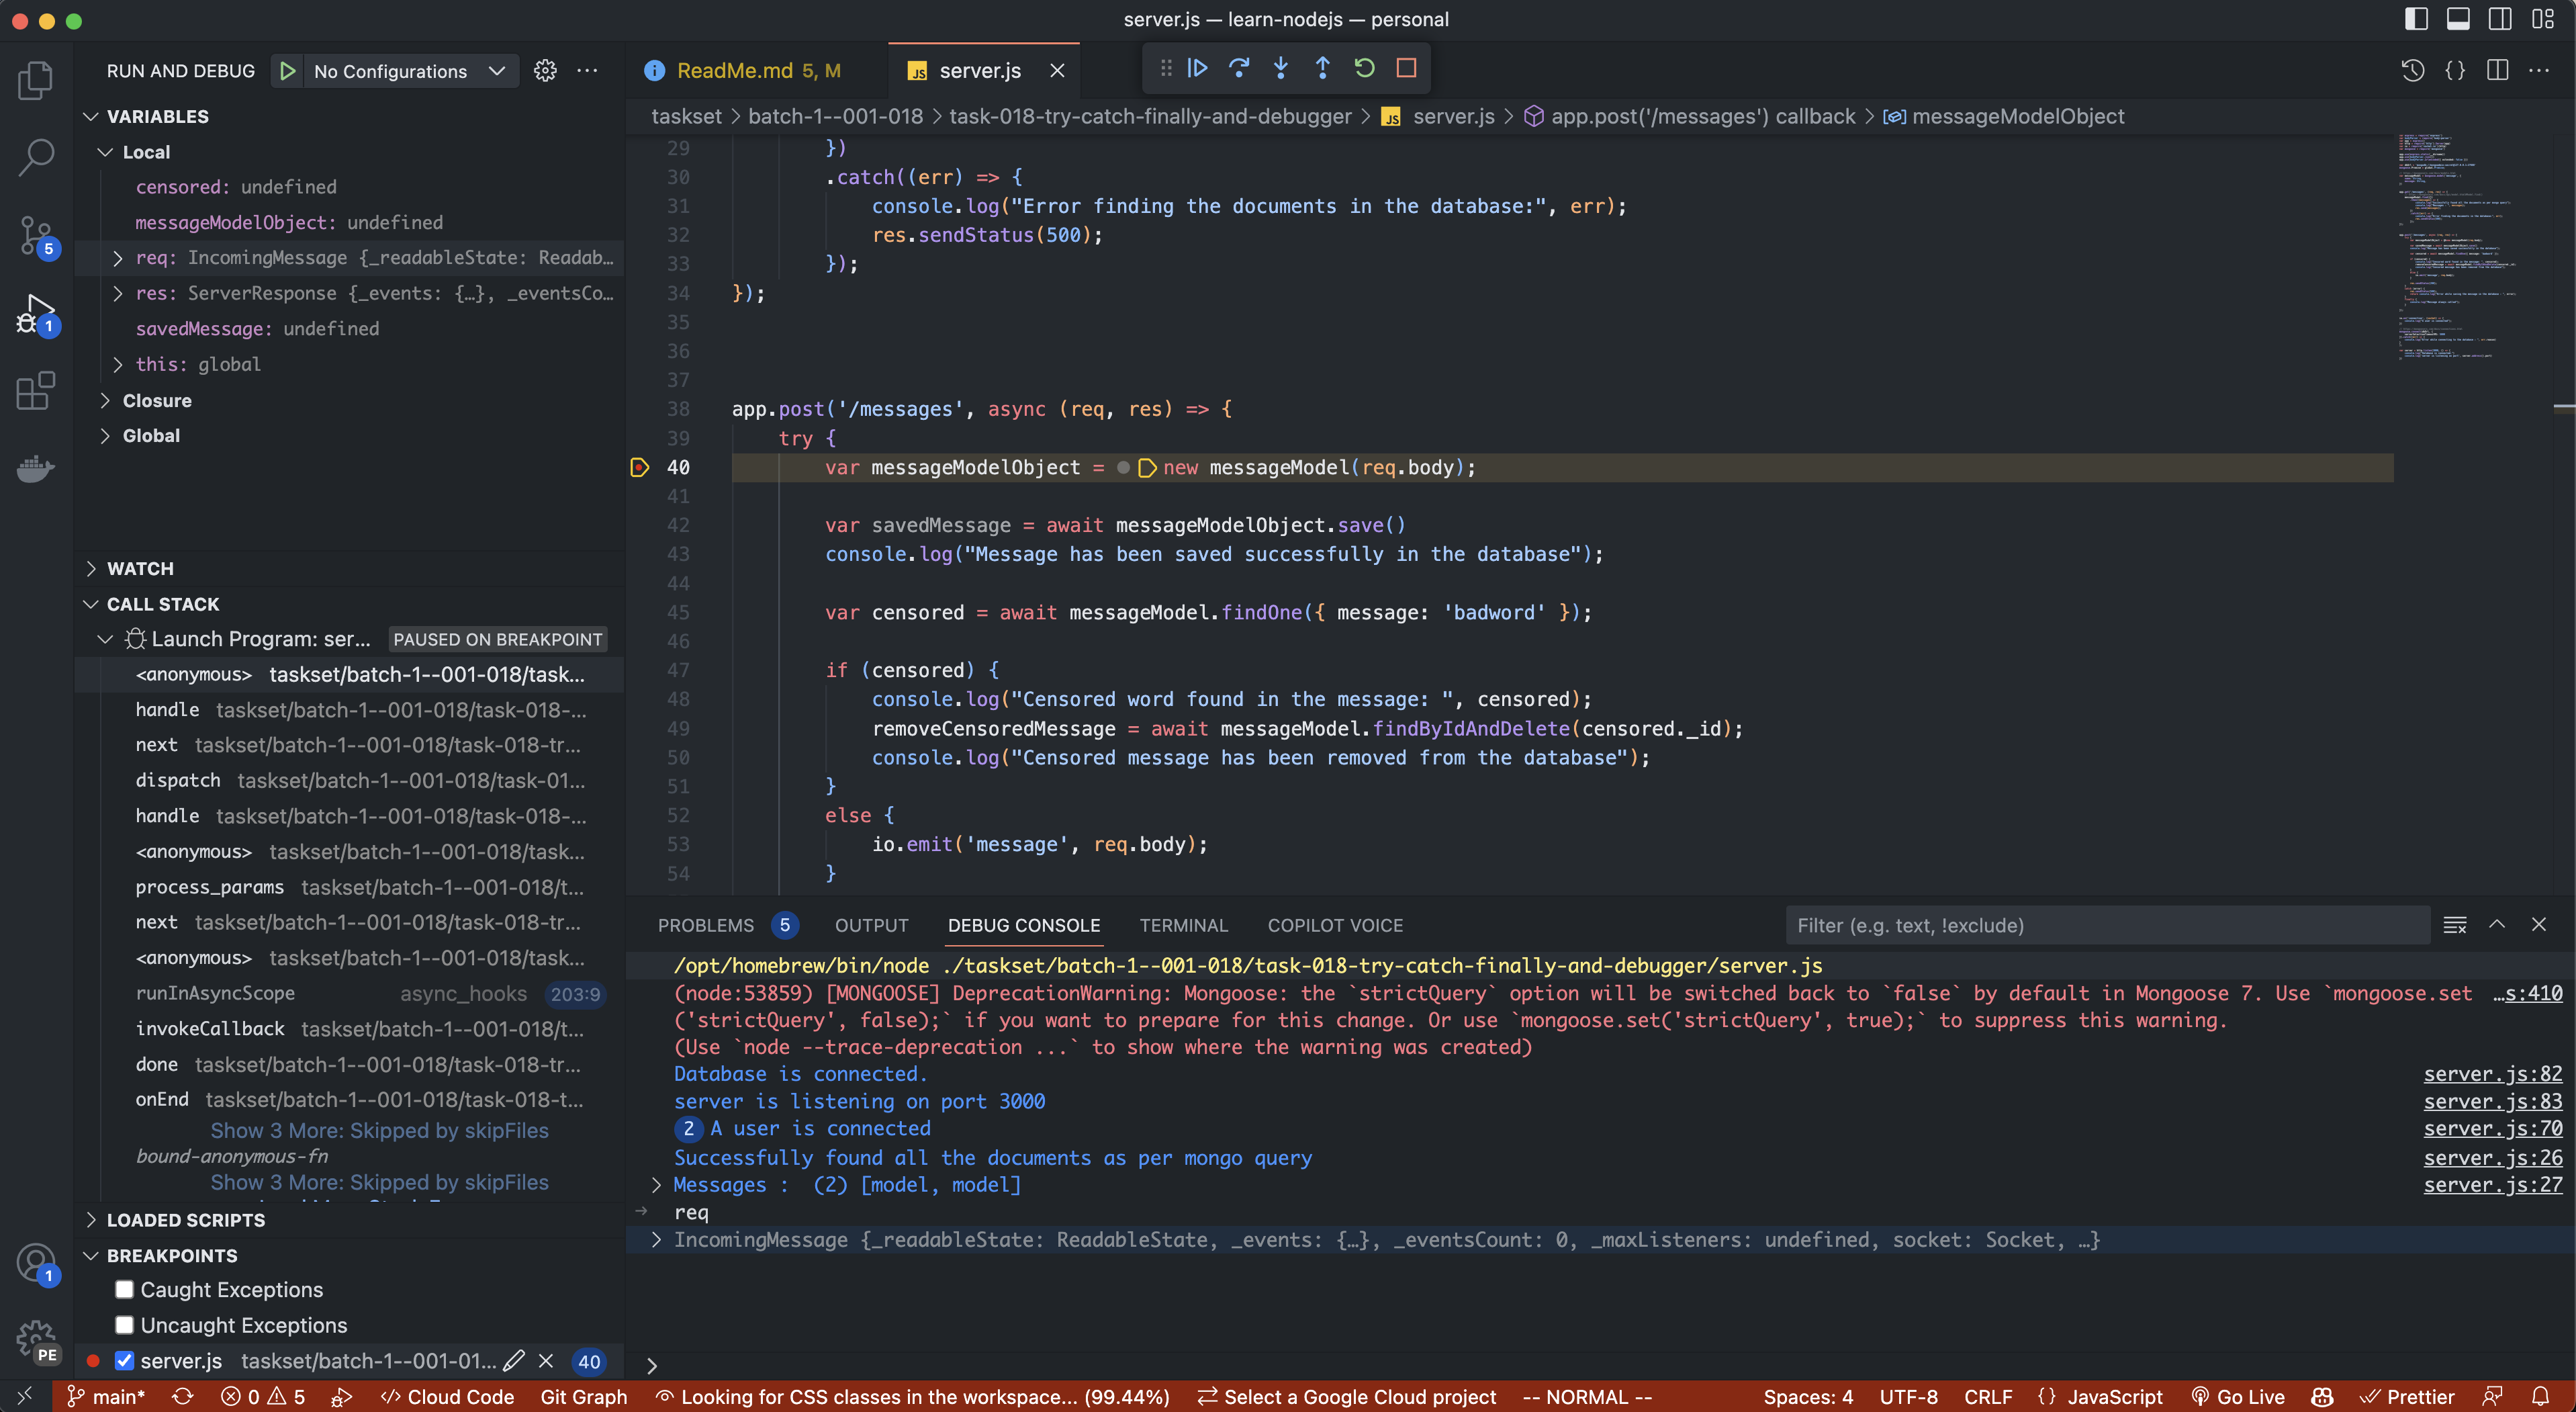 server.js — learn-nodejs — personal
RUN AND DEBUG
No Configurations
VARIABLES
Local
censored: undefined
messageModelObject: undefined
req: IncomingMessage {_readableState: Readab…
res: ServerResponse {_events: {…}, _eventsCo…
savedMessage: undefined
this: global
Closure
Global
WATCH
CALL STACK
Launch Program: ser... PAUSED ON BREAKPOINT
<anonymous> taskset/batch-1--001-018/task...
handle taskset/batch-1--001-018/task-018-...
next taskset/batch-1--001-018/task-018-tr...
dispatch taskset/batch-1--001-018/task-01...
handle taskset/batch-1--001-018/task-018-...
<anonymous> taskset/batch-1--001-018/task...
process_params taskset/batch-1--001-018/t...
next taskset/batch-1--001-018/task-018-tr...
<anonymous> taskset/batch-1--001-018/task...
runInAsyncScope async_hooks 203:9
invokeCallback taskset/batch-1--001-018/t...
done taskset/batch-1--001-018/task-018-tr...
onEnd taskset/batch-1--001-018/task-018-t...
Show 3 More: Skipped by skipFiles
bound-anonymous-fn
Show 3 More: Skipped by skipFiles
LOADED SCRIPTS
BREAKPOINTS
Caught Exceptions
Uncaught Exceptions
server.js taskset/batch-1--001-01... 40
5
1
1
PE
ReadMe.md 5, M
JS server.js
taskset > batch-1--001-018 > task-018-try-catch-finally-and-debugger > JS server.js > app.post('/messages') callback > messageModelObject
29 })
30 .catch((err) => {
31 console.log("Error finding the documents in the database:", err);
32 res.sendStatus(500);
33 });
34 });
35
36
37
38 app.post('/messages', async (req, res) => {
39 try {
40 var messageModelObject = new messageModel(req.body);
41
42 var savedMessage = await messageModelObject.save()
43 console.log("Message has been saved successfully in the database");
44
45 var censored = await messageModel.findOne({ message: 'badword' });
46
47 if (censored) {
48 console.log("Censored word found in the message: ", censored);
49 removeCensoredMessage = await messageModel.findByIdAndDelete(censored._id);
50 console.log("Censored message has been removed from the database");
51 }
52 else {
53 io.emit('message', req.body);
54 }
PROBLEMS 5 OUTPUT DEBUG CONSOLE TERMINAL COPILOT VOICE
Filter (e.g. text, !exclude)
/opt/homebrew/bin/node ./taskset/batch-1--001-018/task-018-try-catch-finally-and-debugger/server.js
(node:53859) [MONGOOSE] DeprecationWarning: Mongoose: the `strictQuery` option will be switched back to `false` by default in Mongoose 7. Use `mongoose.set …s:410
('strictQuery', false);` if you want to prepare for this change. Or use `mongoose.set('strictQuery', true);` to suppress this warning.
(Use `node --trace-deprecation ...` to show where the warning was created)
Database is connected. server.js:82
server is listening on port 3000 server.js:83
2 A user is connected server.js:70
Successfully found all the documents as per mongo query server.js:26
Messages :  (2) [model, model] server.js:27
req
IncomingMessage {_readableState: ReadableState, _events: {…}, _eventsCount: 0, _maxListeners: undefined, socket: Socket, …}
main* 0 5 Cloud Code Git Graph Looking for CSS classes in the workspace... (99.44%) Select a Google Cloud project -- NORMAL -- Spaces: 4 UTF-8 CRLF {} JavaScript Go Live Prettier